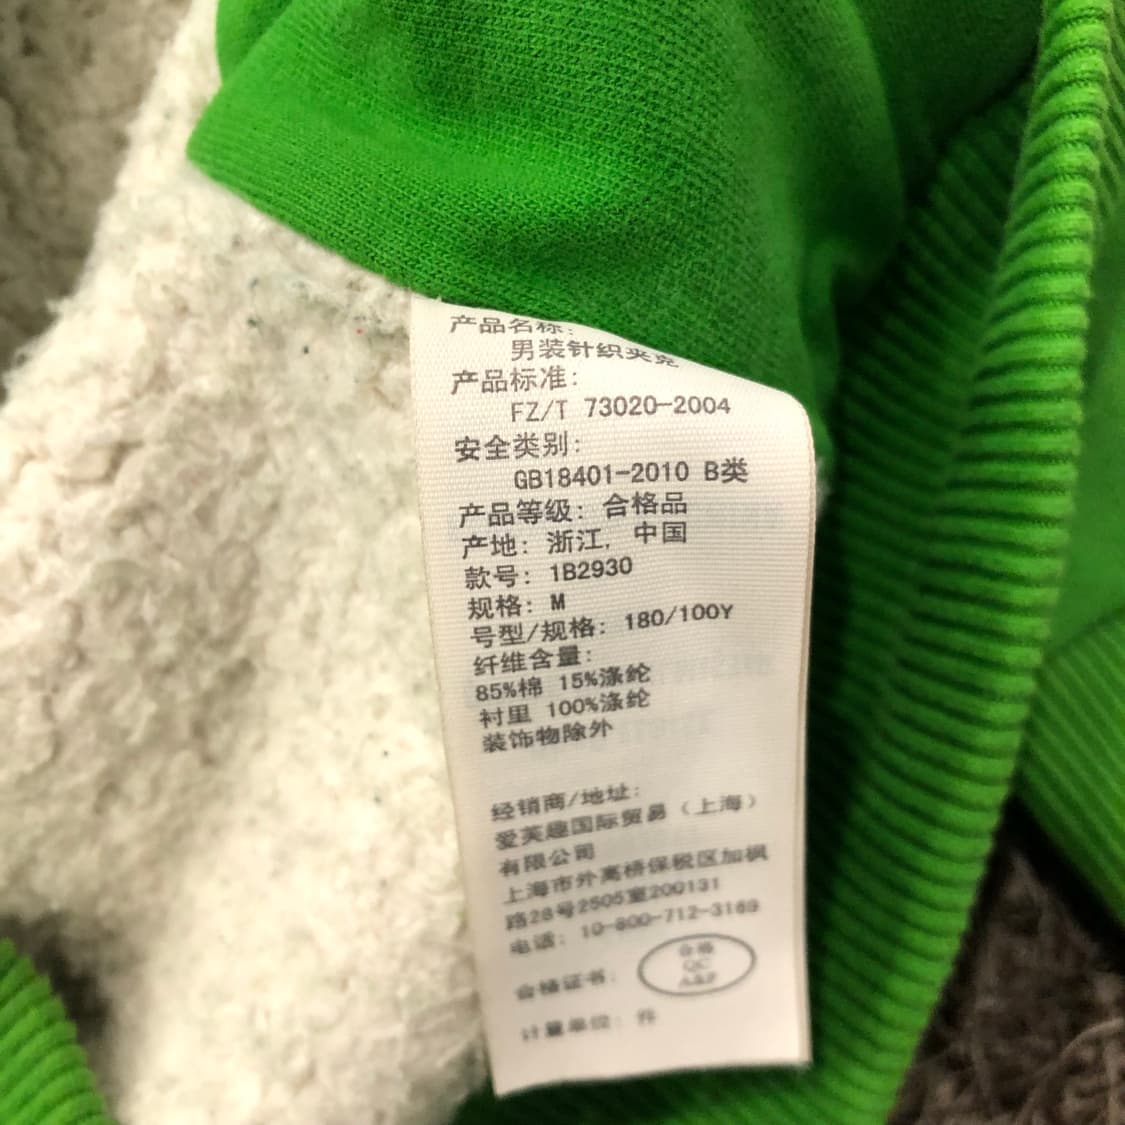 产品名称:
男装针织夹克
产品标准:
FZ/T 73020-2004
安全类别:
GB18401-2010 B类
产品等级: 合格品
产地: 浙江, 中国
款号: 1B2930
规格: M
号型/规格: 180/100Y
纤维含量:
85%棉 15%涤纶
衬里 100%涤纶
装饰物除外
经销商/地址:
爱芙趣国际贸易（上海）
有限公司
上海市外高桥保税区加枫
路28号2505室200131
电话: 10-800-712-3169
合格证书:
合格
QC
A&F
计量单位: 件